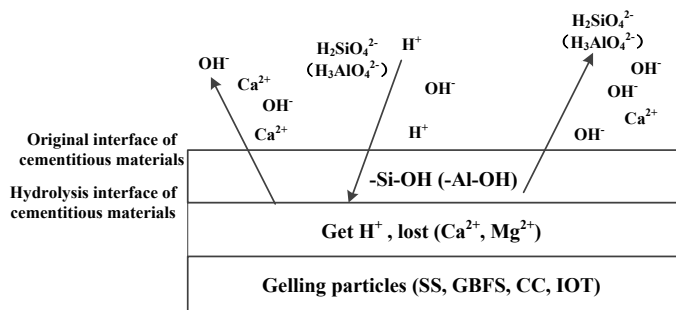 H₂SiO₄²⁻
(H₃AlO₄²⁻)
OH⁻
Ca²⁺
OH⁻
Ca²⁺
H₂SiO₄²⁻
（H₃AlO₄²⁻）
H⁺
OH⁻
H⁺
OH⁻
OH⁻
Ca²⁺
OH⁻
Original interface of
cementitious materials
-Si-OH (-Al-OH)
Hydrolysis interface of
cementitious materials
Get H⁺ , lost (Ca²⁺, Mg²⁺)
Gelling particles (SS, GBFS, CC, IOT)